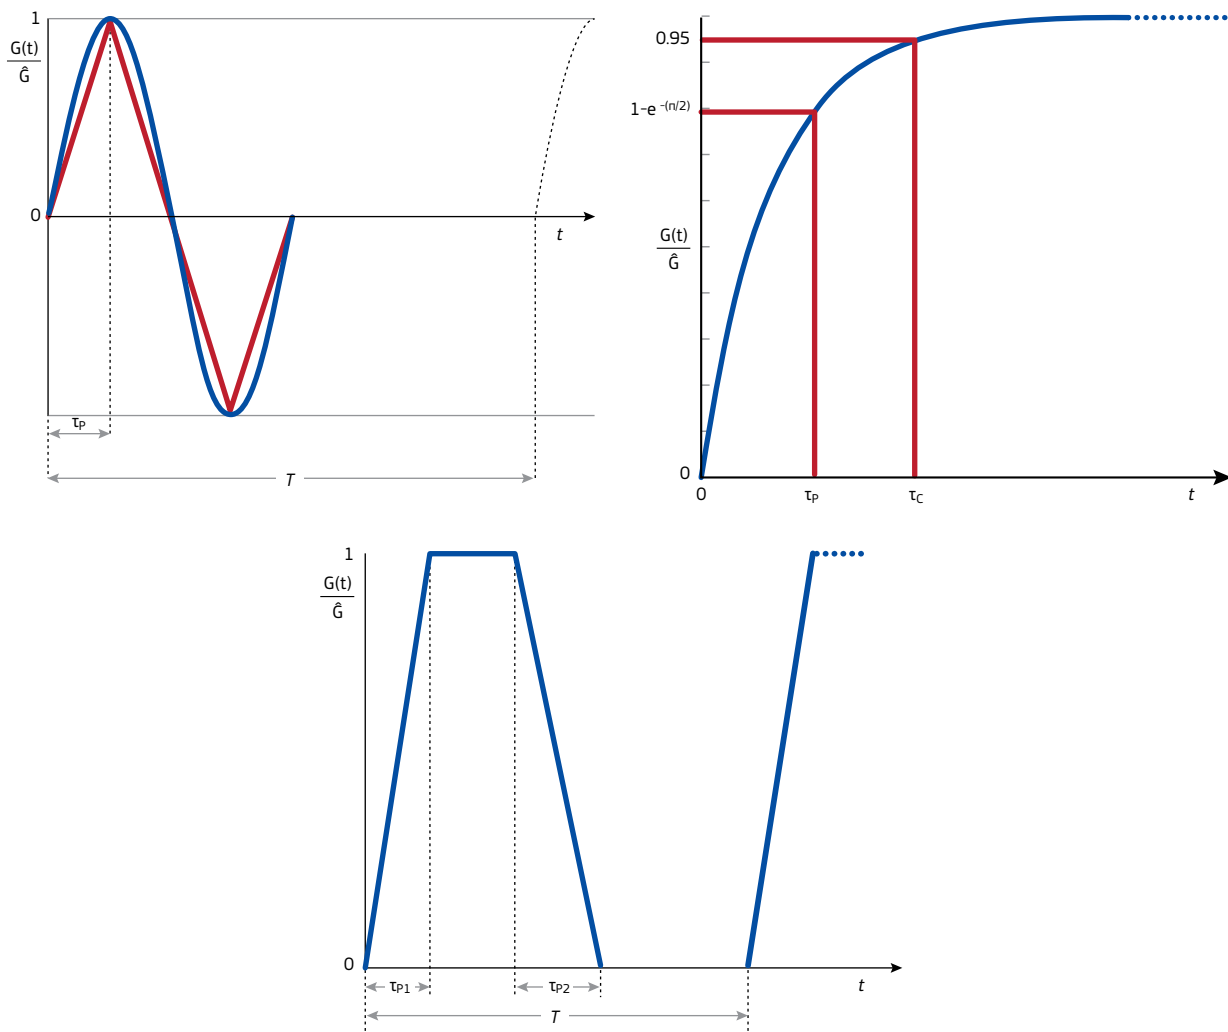 1
G(t)
Ĝ
0
t
τP
T
0.95
1-e -(n/2)
G(t)
Ĝ
0
0
τP
τC
t
1
G(t)
Ĝ
0
τP1
τP2
t
T